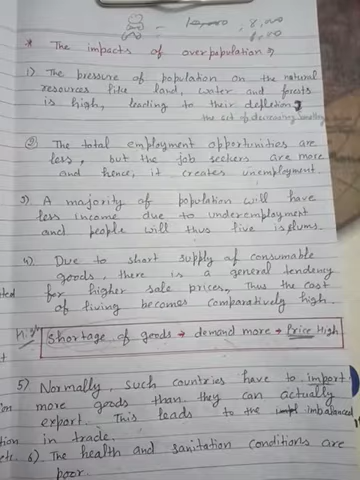 10,000, 8,000
* The impacts of overpopulation
1) The pressure of population on the natural
resources like land, water and forests
is high, leading to their depletion
the act of decreasing
2) The total employment opportunities are
less, but the job seekers are more
and hence, it creates unemployment.
3) A majority of population will have
less income due to underemployment
and people will thus live in slums.
4) Due to short supply of consumable
goods, there is a general tendency
for higher sale prices. Thus the cost
of living becomes comparatively high.
Shortage of goods → demand more → Price High
5) Normally, such countries have to import
more goods than they can actually
export. This leads to the imbalanced
in trade.
etc. 6) The health and sanitation conditions are
poor.